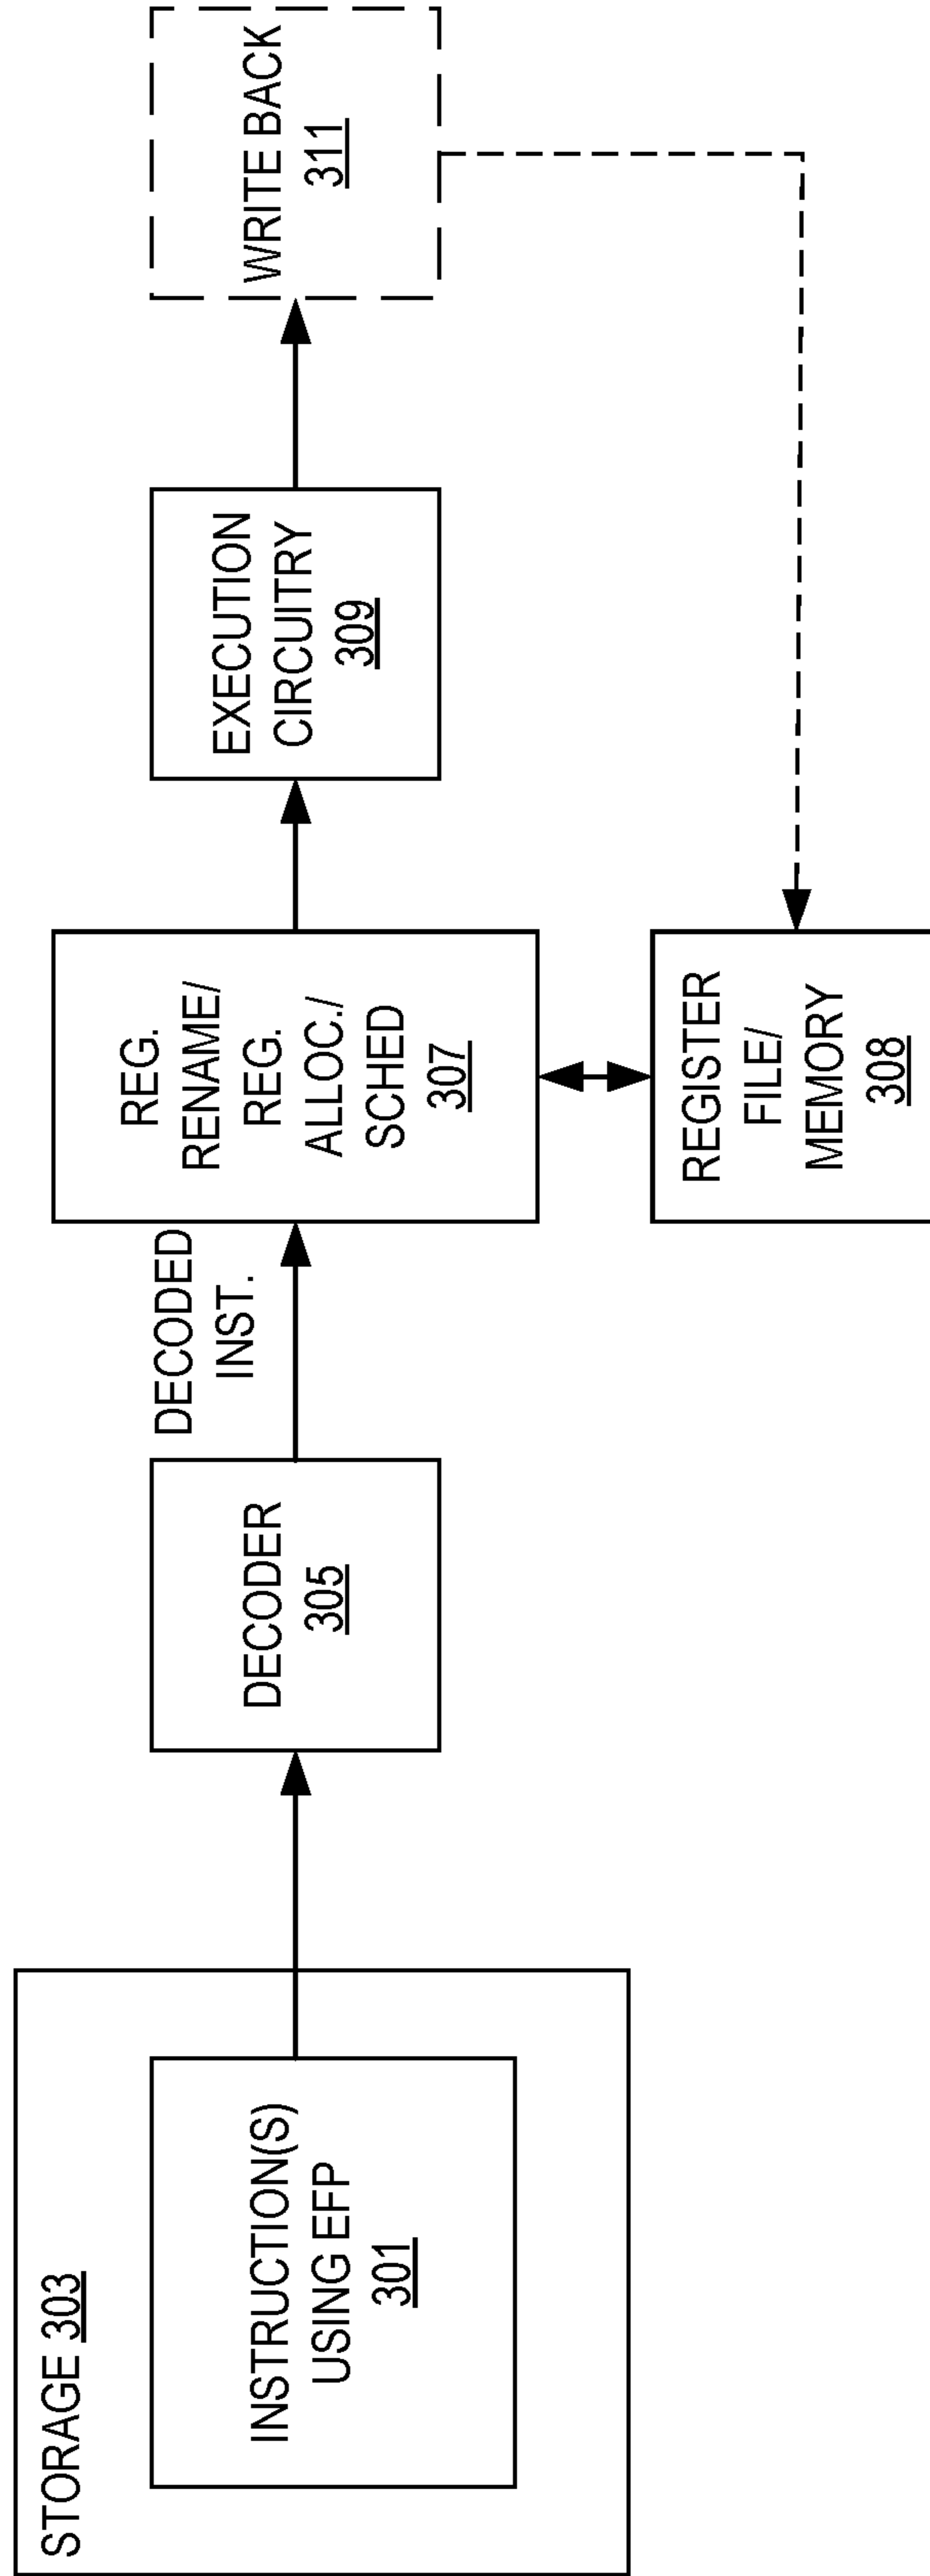 STORAGE 303
INSTRUCTION(S)
USING EFP
301
DECODER
305
DECODED
INST.
REG.
RENAME/
REG.
ALLOC./
SCHED
307
REGISTER
FILE/
MEMORY
308
EXECUTION
CIRCUITRY
309
WRITE BACK
311